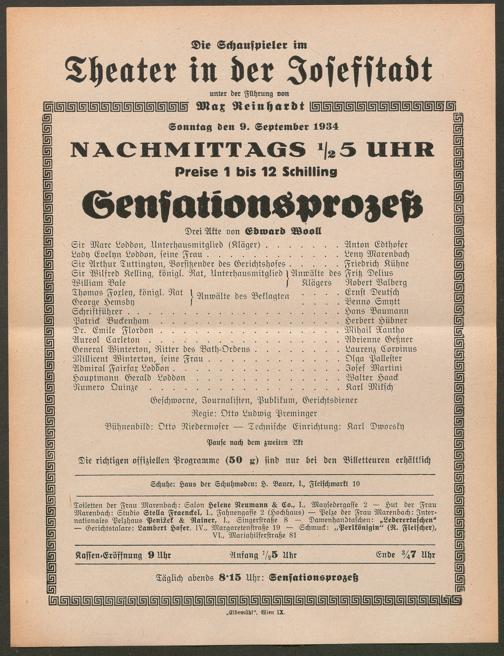 Die Schauspieler im
Theater in der Josefstadt
unter der Führung von
Max Reinhardt
Sonntag den 9. September 1934
NACHMITTAGS ½5 UHR
Preise 1 bis 12 Schilling
Sensationsprozeß
Drei Akte von Edward Wooll
Sir Marc Loddon, Unterhausmitglied (Kläger) . . . . . . . Anton Edthofer
Lady Evelyn Loddon, seine Frau . . . . . . . Leny Marenbach
Sir Arthur Tuttington, Vorsitzender des Gerichtshofes . . . . Friedrich Kühne
Sir Wilfred Kelling, königl. Rat, Unterhausmitglied } Anwälte des Fritz Delius
William Bale } Klägers Robert Valberg
Thomas Foxley, königl. Rat } Anwälte des Beklagten . . . . Ernst Deutsch
George Hemsby } . . . . Benno Smytt
Schriftführer . . . . . . . Hans Baumann
Patrick Buckenham . . . . . . . Herbert Hübner
Dr. Emile Flordon . . . . . . . Mihail Xantho
Aureol Carleton . . . . . . . Adrienne Geßner
General Winterton, Ritter des Bath-Ordens . . . . . . . Laurenz Corvinus
Millicent Winterton, seine Frau . . . . . . . Olga Pallester
Admiral Fairfax Loddon . . . . . . . Josef Martini
Hauptmann Gerald Loddon . . . . . . . Walter Haack
Numero Quinze . . . . . . . Karl Mitsch
Geschworne, Journalisten, Publikum, Gerichtsdiener
Regie: Otto Ludwig Preminger
Bühnenbild: Otto Niedermoser — Technische Einrichtung: Karl Dworsky
Pause nach dem zweiten Akt
Die richtigen offiziellen Programme (50 g) sind nur bei den Billetteuren erhältlich
Schuhe: Haus der Schuhmoden: H. Bauer, I., Fleischmarkt 10
Toiletten der Frau Marenbach: Salon Helene Neumann & Co., I., Maysedergasse 2 — Hut der Frau
Marenbach: Studio Stella Fraenckel, I., Fahnengasse 2 (Hochhaus) — Pelze der Frau Marenbach: Inter-
nationales Pelzhaus Penižek & Rainer, I., Singerstraße 8 — Damenhandtaschen: „Lederertaschen“
— Gerichtstalare: Lambert Hofer, IV., Margaretenstraße 19 — Schmuck: „Perlkönigin“ (R. Fleischer),
VI., Mariahilferstraße 81
Kassen-Eröffnung 9 Uhr Anfang ½5 Uhr Ende ¾7 Uhr
Täglich abends 8·15 Uhr: Sensationsprozeß
„Elbemühl“, Wien IX.